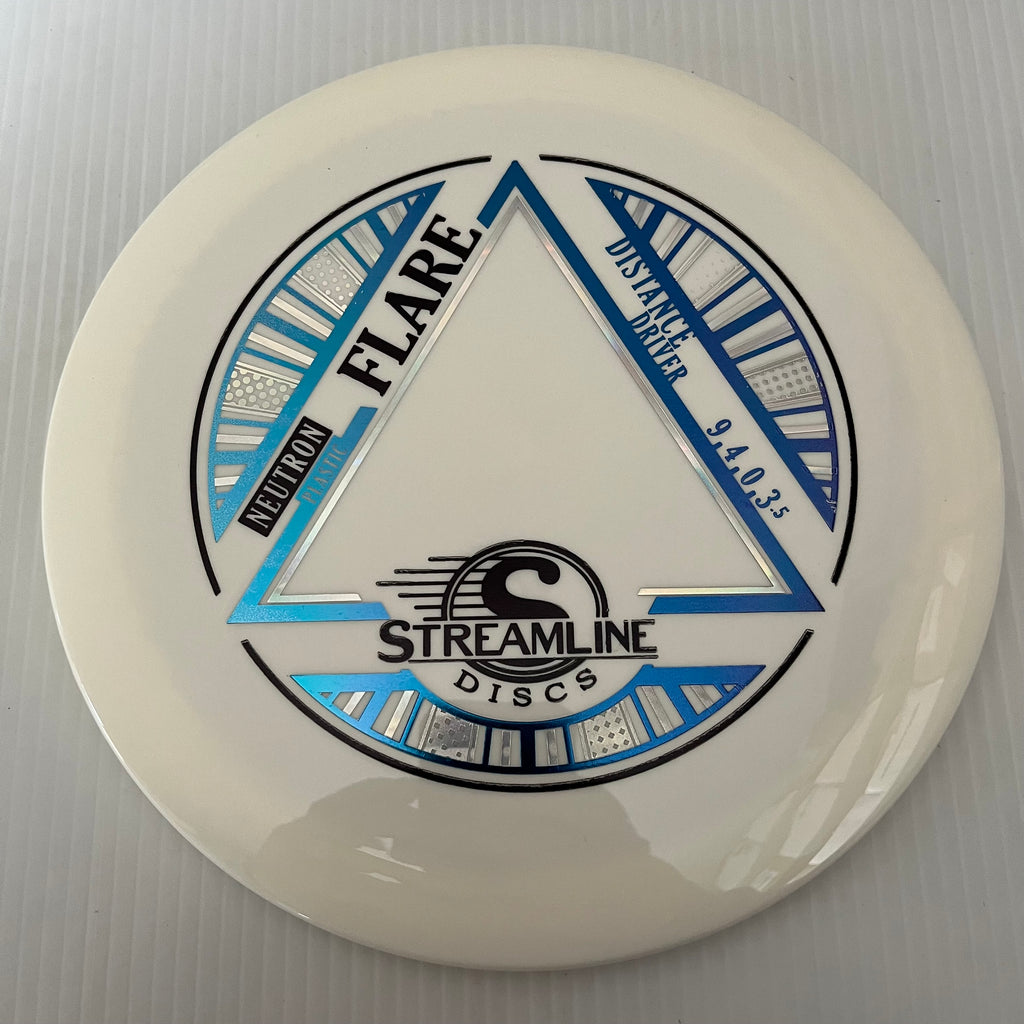 FLARE
NEUTRON
PLASTIC
DISTANCE
DRIVER
9,4,0,3.5
S
STREAMLINE
DISCS